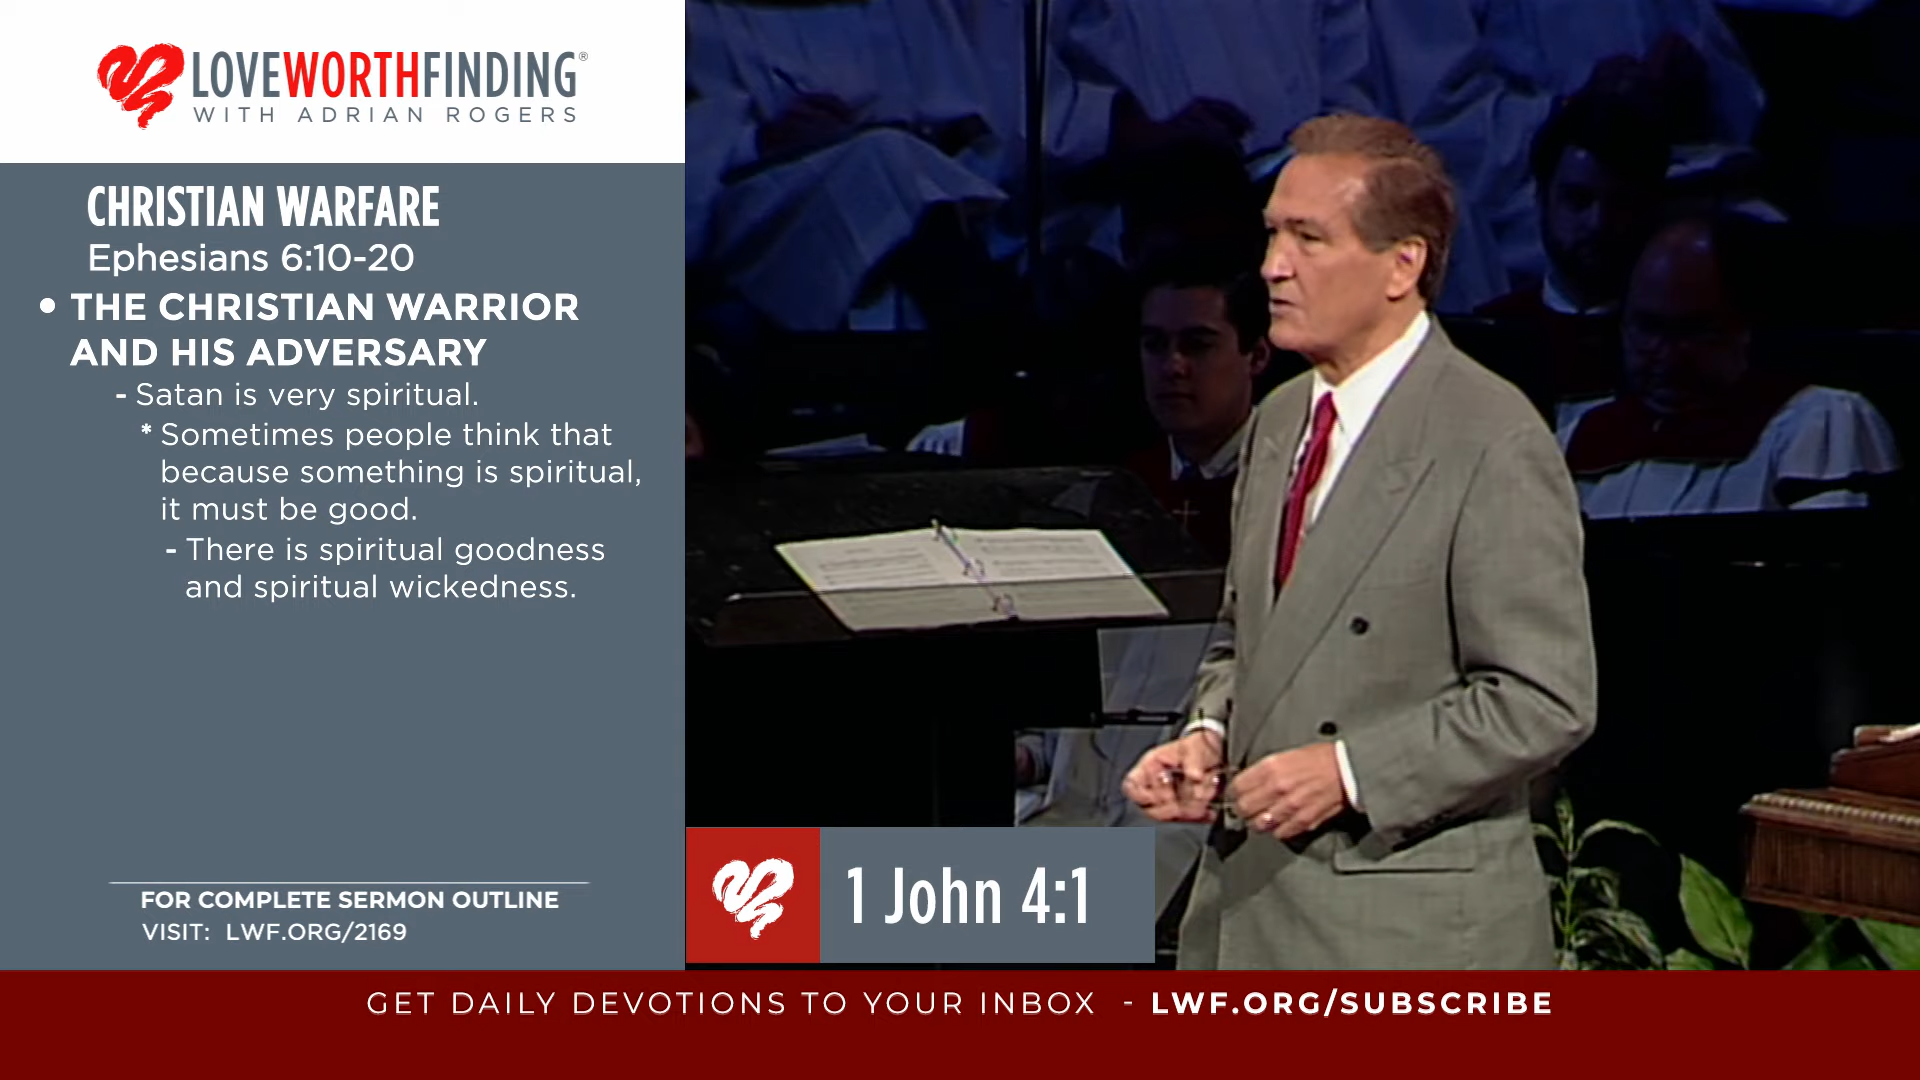 LOVEWORTHFINDING®
WITH ADRIAN ROGERS
CHRISTIAN WARFARE
Ephesians 6:10-20
• THE CHRISTIAN WARRIOR
AND HIS ADVERSARY
- Satan is very spiritual.
* Sometimes people think that
because something is spiritual,
it must be good.
- There is spiritual goodness
and spiritual wickedness.
FOR COMPLETE SERMON OUTLINE
VISIT: LWF.ORG/2169
1 John 4:1
GET DAILY DEVOTIONS TO YOUR INBOX - LWF.ORG/SUBSCRIBE